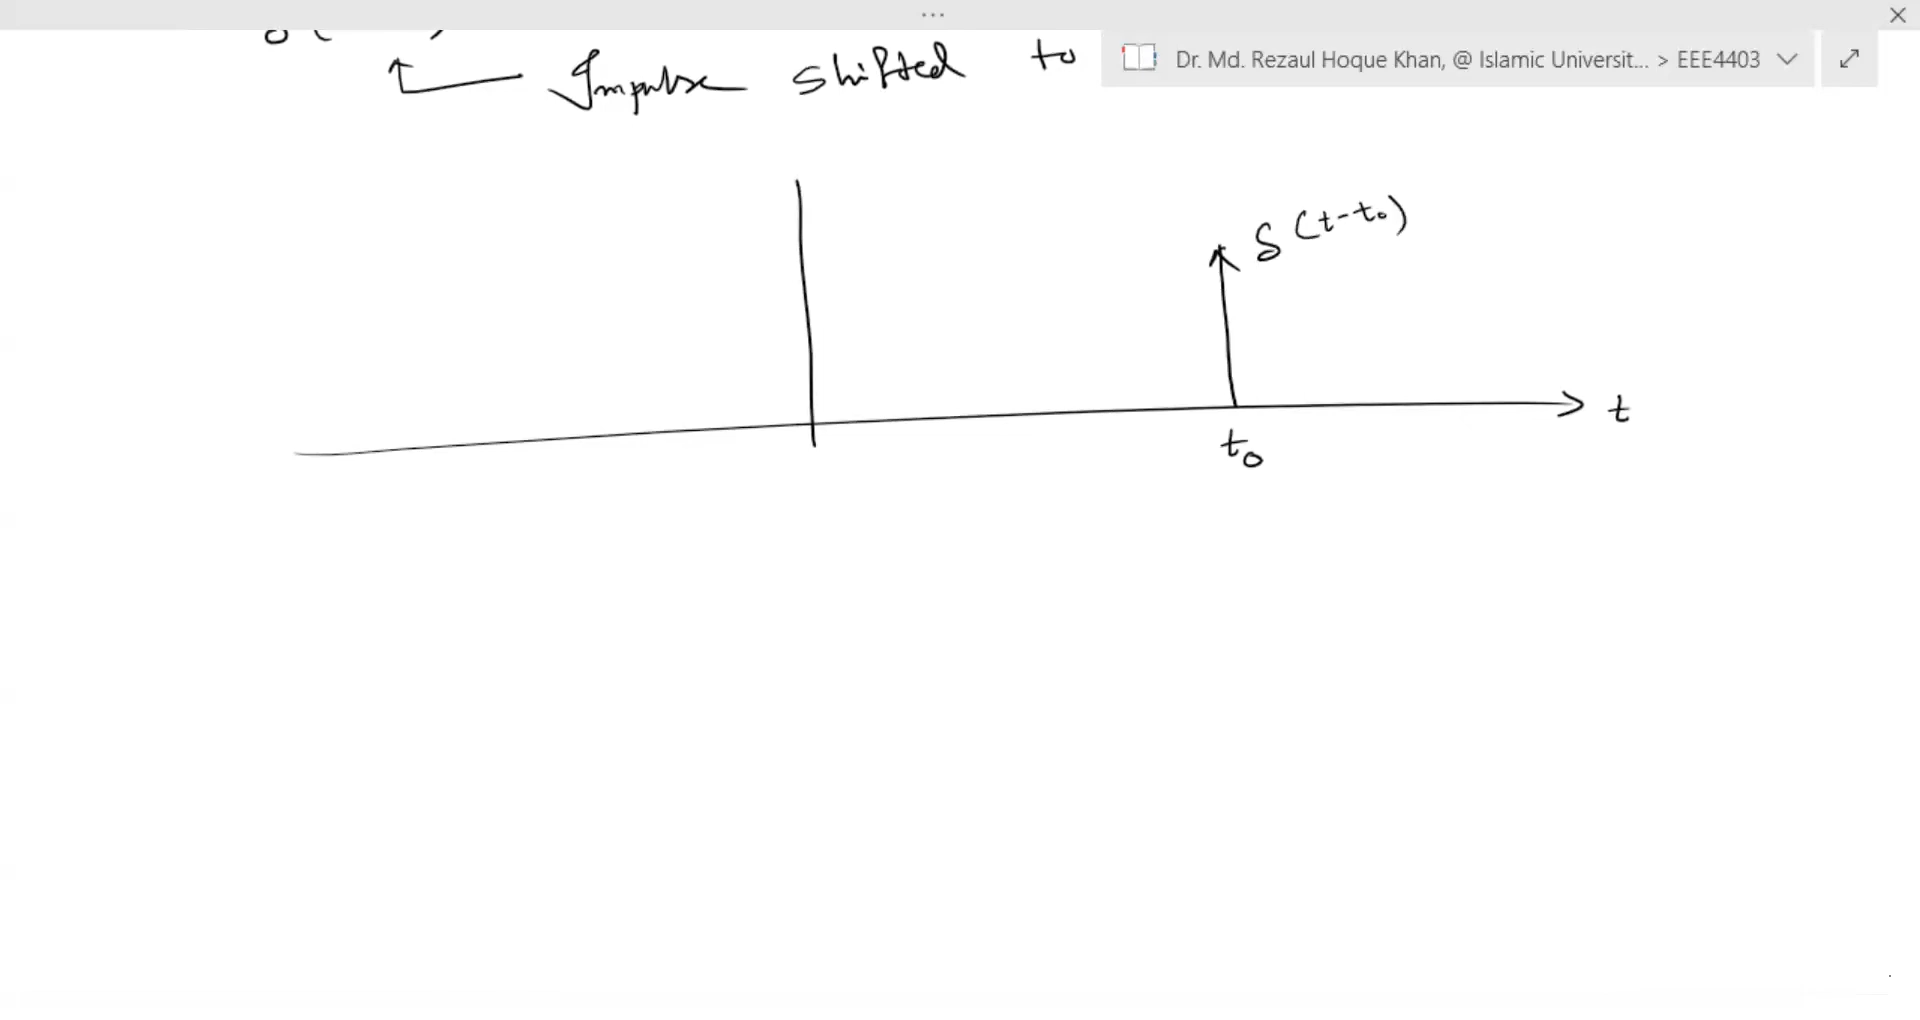 ...
Impulse shifted to
Dr. Md. Rezaul Hoque Khan, @ Islamic Universit... > EEE4403
δ(t-t₀)
t
t₀